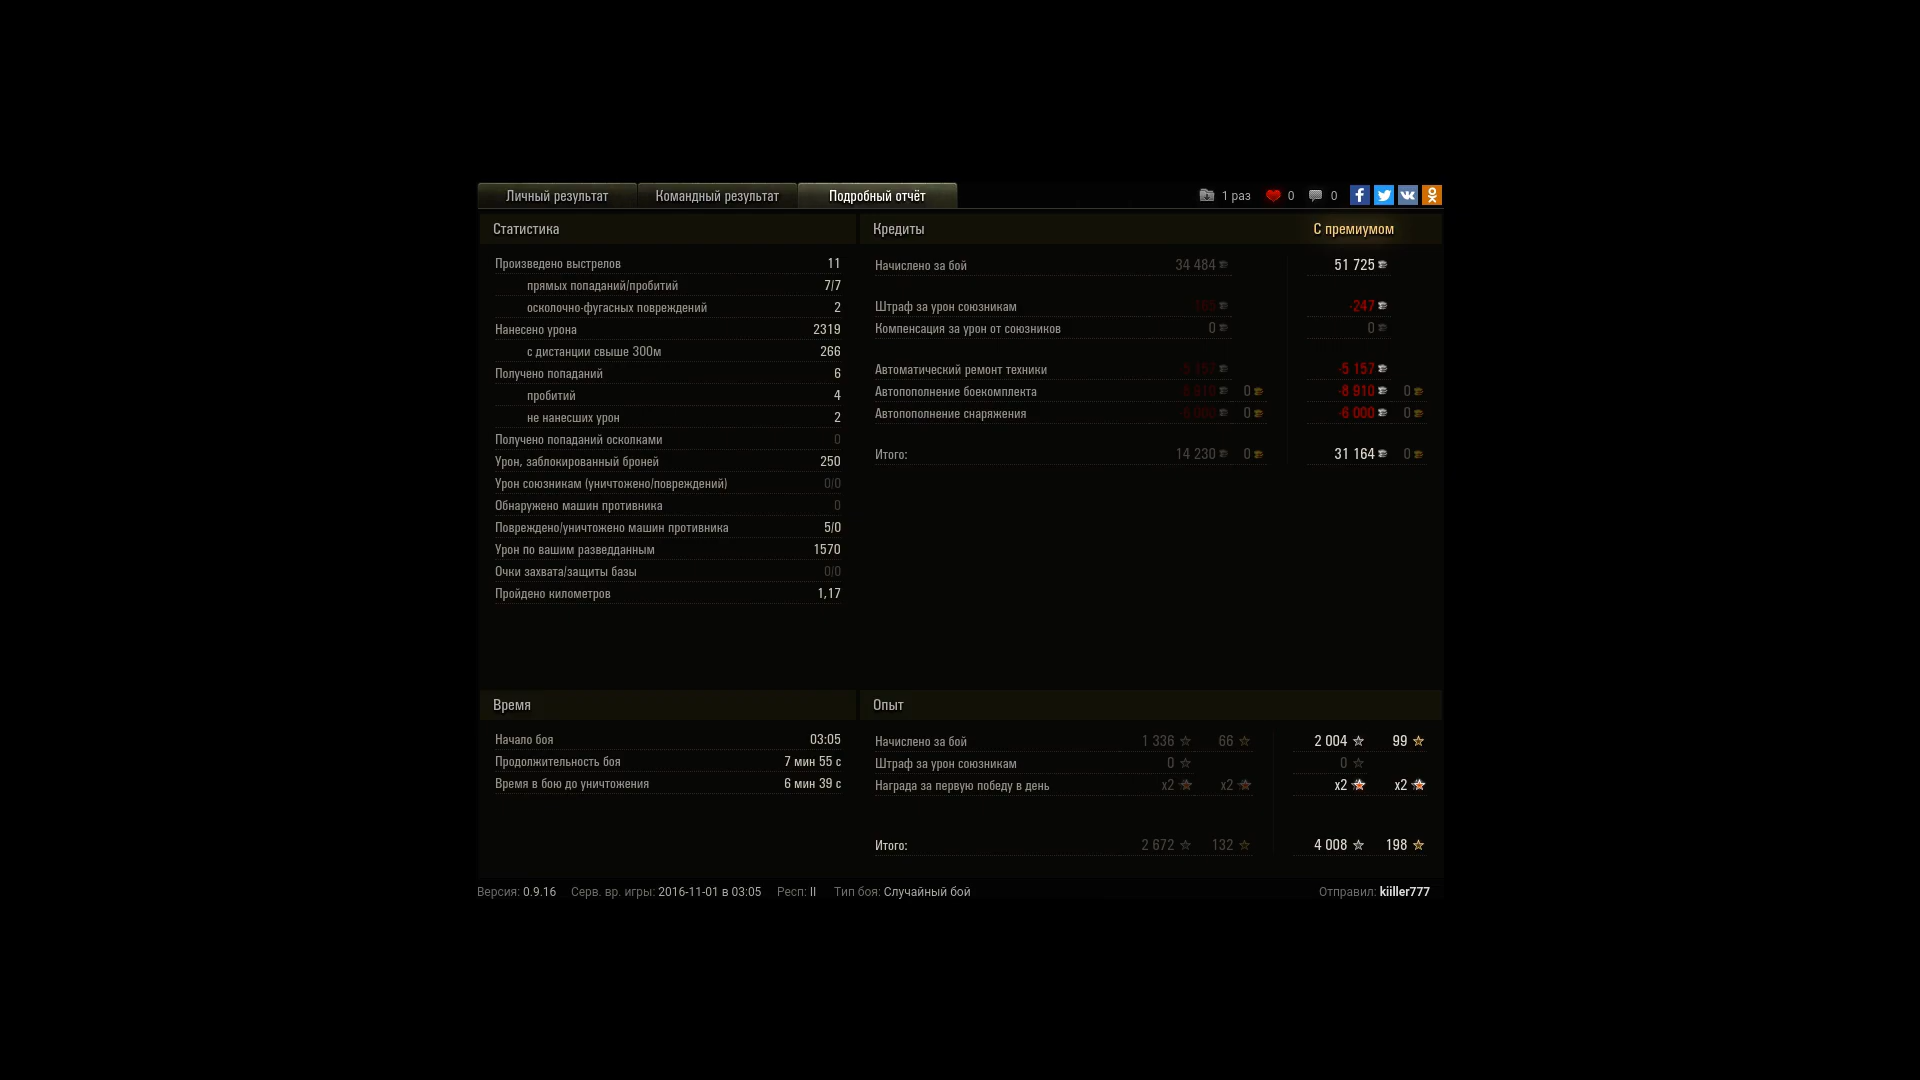 Личный результат Командный результат Подробный отчёт 1 раз 0 0
Статистика
Произведено выстрелов 11
прямых попаданий/пробитий 7/7
осколочно-фугасных повреждений 2
Нанесено урона 2319
с дистанции свыше 300м 266
Получено попаданий 6
пробитий 4
не нанесших урон 2
Получено попаданий осколками 0
Урон, заблокированный броней 250
Урон союзникам (уничтожено/повреждений) 0/0
Обнаружено машин противника 0
Повреждено/уничтожено машин противника 5/0
Урон по вашим разведданным 1570
Очки захвата/защиты базы 0/0
Пройдено километров 1,17
Кредиты С премиумом
Начислено за бой 34 484 51 725
Штраф за урон союзникам -165 -247
Компенсация за урон от союзников 0 0
Автоматический ремонт техники -5 157 -5 157
Автопополнение боекомплекта -8 910 0 -8 910 0
Автопополнение снаряжения -6 000 0 -6 000 0
Итого: 14 230 0 31 164 0
Время
Начало боя 03:05
Продолжительность боя 7 мин 55 с
Время в бою до уничтожения 6 мин 39 с
Опыт
Начислено за бой 1 336 66 2 004 99
Штраф за урон союзникам 0 0
Награда за первую победу в день x2 x2 x2 x2
Итого: 2 672 132 4 008 198
Версия: 0.9.16 Серв. вр. игры: 2016-11-01 в 03:05 Респ: II Тип боя: Случайный бой Отправил: kiiller777